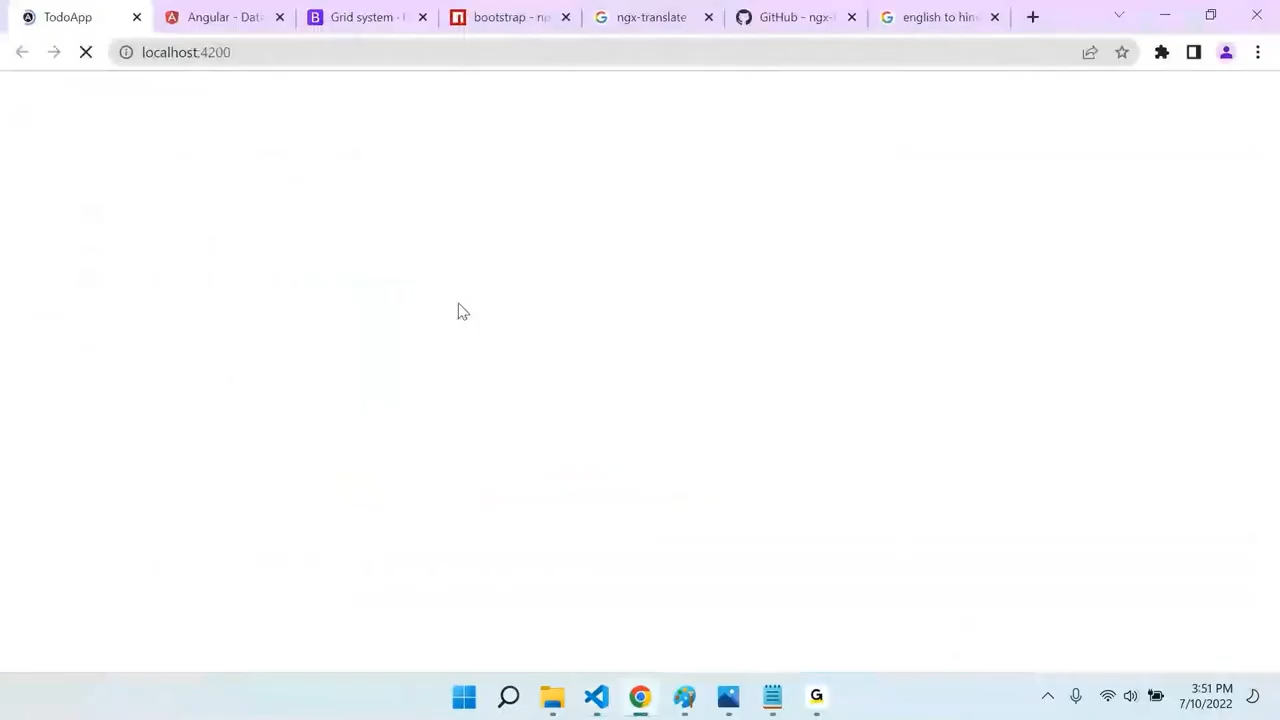 TodoApp
Angular - Dat
Grid system ·
bootstrap - np
ngx-translate
GitHub - ngx-
english to hin
localhost:4200
3:51 PM
7/10/2022